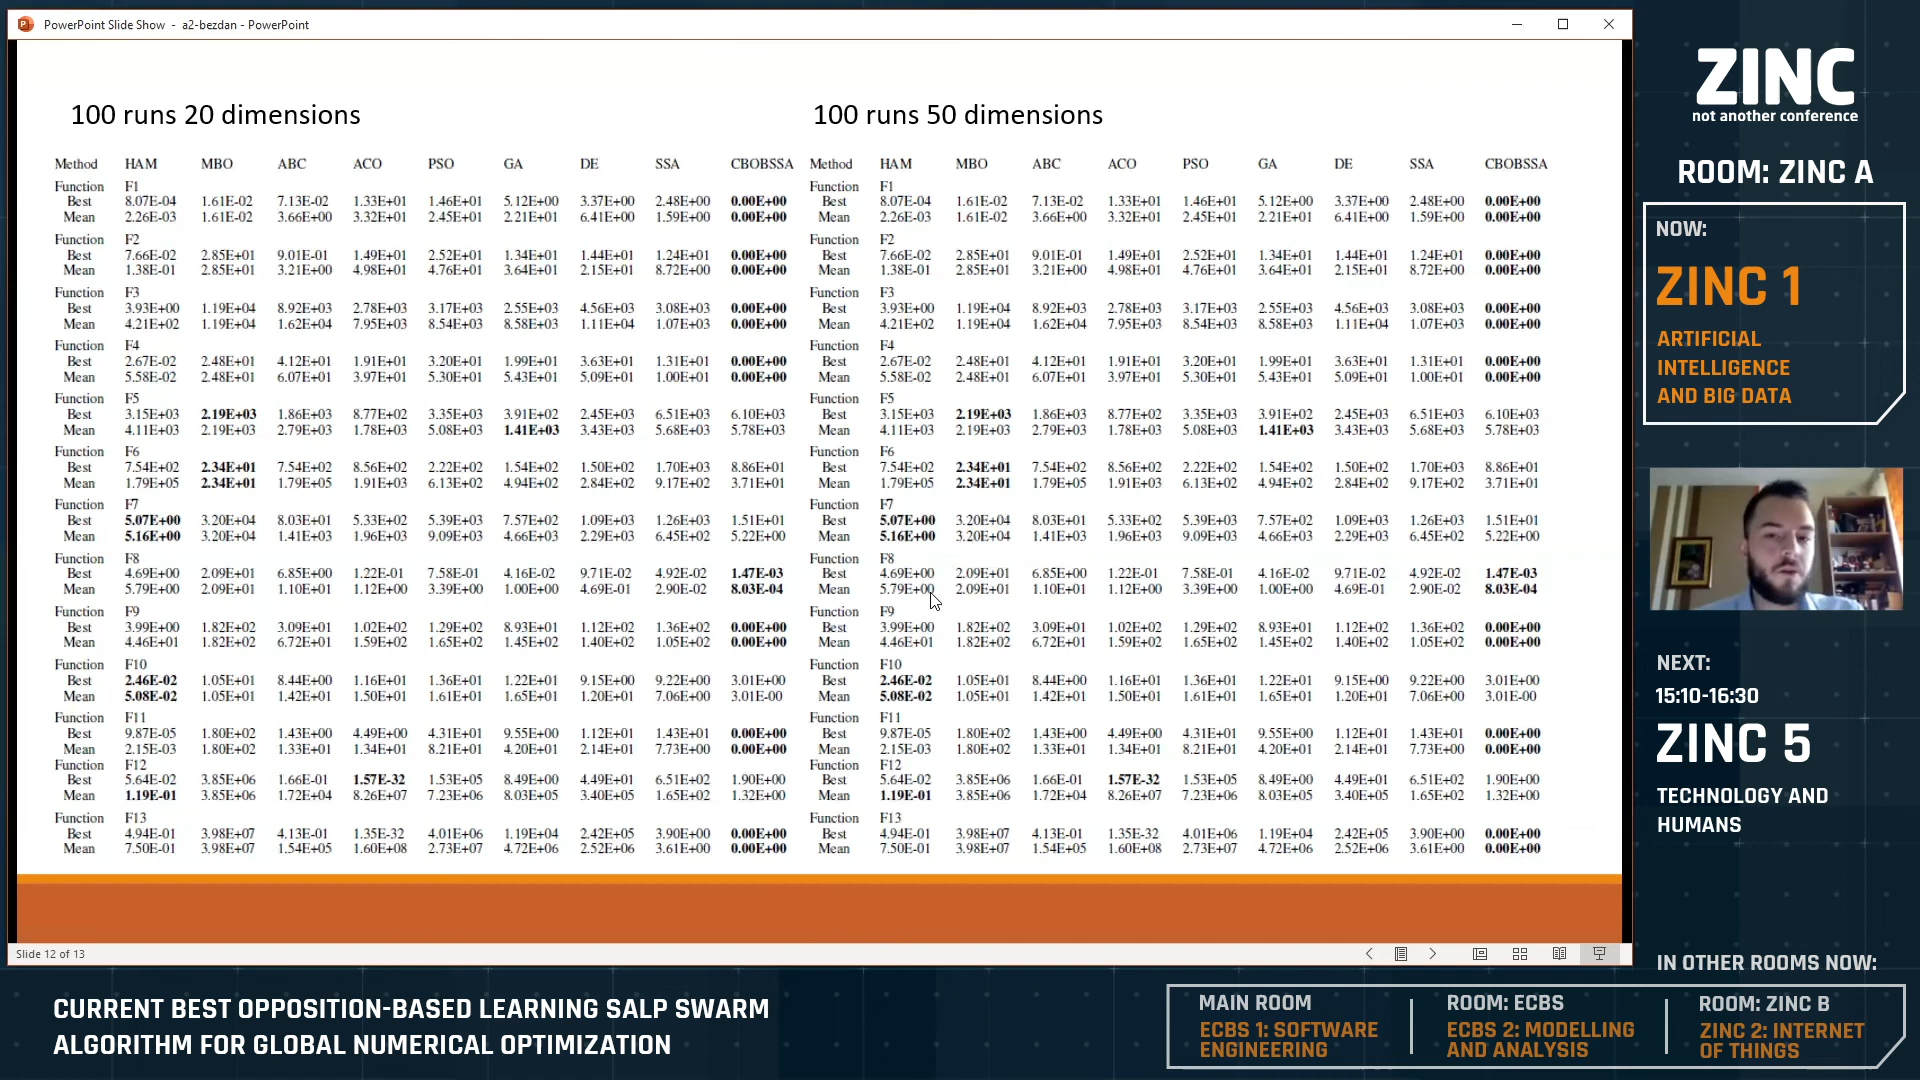 PowerPoint Slide Show - a2-bezdan - PowerPoint
100 runs 20 dimensions
Method HAM MBO ABC ACO PSO GA DE SSA CBOBSSA
Function F1
Best 8.07E-04 1.61E-02 7.13E-02 1.33E+01 1.46E+01 5.12E+00 3.37E+00 2.48E+00 0.00E+00
Mean 2.26E-03 1.61E-02 3.66E+00 3.32E+01 2.45E+01 2.21E+01 6.41E+00 1.59E+00 0.00E+00
Function F2
Best 7.66E-02 2.85E+01 9.01E-01 1.49E+01 2.52E+01 1.34E+01 1.44E+01 1.24E+01 0.00E+00
Mean 1.38E-01 2.85E+01 3.21E+00 4.98E+01 4.76E+01 3.64E+01 2.15E+01 8.72E+00 0.00E+00
Function F3
Best 3.93E+00 1.19E+04 8.92E+03 2.78E+03 3.17E+03 2.55E+03 4.56E+03 3.08E+03 0.00E+00
Mean 4.21E+02 1.19E+04 1.62E+04 7.95E+03 8.54E+03 8.58E+03 1.11E+04 1.07E+03 0.00E+00
Function F4
Best 2.67E-02 2.48E+01 4.12E+01 1.91E+01 3.20E+01 1.99E+01 3.63E+01 1.31E+01 0.00E+00
Mean 5.58E-02 2.48E+01 6.07E+01 3.97E+01 5.30E+01 5.43E+01 5.09E+01 1.00E+01 0.00E+00
Function F5
Best 3.15E+03 2.19E+03 1.86E+03 8.77E+02 3.35E+03 3.91E+02 2.45E+03 6.51E+03 6.10E+03
Mean 4.11E+03 2.19E+03 2.79E+03 1.78E+03 5.08E+03 1.41E+03 3.43E+03 5.68E+03 5.78E+03
Function F6
Best 7.54E+02 2.34E+01 7.54E+02 8.56E+02 2.22E+02 1.54E+02 1.50E+02 1.70E+03 8.86E+01
Mean 1.79E+05 2.34E+01 1.79E+05 1.91E+03 6.13E+02 4.94E+02 2.84E+02 9.17E+02 3.71E+01
Function F7
Best 5.07E+00 3.20E+04 8.03E+01 5.33E+02 5.39E+03 7.57E+02 1.09E+03 1.26E+03 1.51E+01
Mean 5.16E+00 3.20E+04 1.41E+03 1.96E+03 9.09E+03 4.66E+03 2.29E+03 6.45E+02 5.22E+00
Function F8
Best 4.69E+00 2.09E+01 6.85E+00 1.22E-01 7.58E-01 4.16E-02 9.71E-02 4.92E-02 1.47E-03
Mean 5.79E+00 2.09E+01 1.10E+01 1.12E+00 3.39E+00 1.00E+00 4.69E-01 2.90E-02 8.03E-04
Function F9
Best 3.99E+00 1.82E+02 3.09E+01 1.02E+02 1.29E+02 8.93E+01 1.12E+02 1.36E+02 0.00E+00
Mean 4.46E+01 1.82E+02 6.72E+01 1.59E+02 1.65E+02 1.45E+02 1.40E+02 1.05E+02 0.00E+00
Function F10
Best 2.46E-02 1.05E+01 8.44E+00 1.16E+01 1.36E+01 1.22E+01 9.15E+00 9.22E+00 3.01E+00
Mean 5.08E-02 1.05E+01 1.42E+01 1.50E+01 1.61E+01 1.65E+01 1.20E+01 7.06E+00 3.01E-00
Function F11
Best 9.87E-05 1.80E+02 1.43E+00 4.49E+00 4.31E+01 9.55E+00 1.12E+01 1.43E+01 0.00E+00
Mean 2.15E-03 1.80E+02 1.33E+01 1.34E+01 8.21E+01 4.20E+01 2.14E+01 7.73E+00 0.00E+00
Function F12
Best 5.64E-02 3.85E+06 1.66E-01 1.57E-32 1.53E+05 8.49E+00 4.49E+01 6.51E+02 1.90E+00
Mean 1.19E-01 3.85E+06 1.72E+04 8.26E+07 7.23E+06 8.03E+05 3.40E+05 1.65E+02 1.32E+00
Function F13
Best 4.94E-01 3.98E+07 4.13E-01 1.35E-32 4.01E+06 1.19E+04 2.42E+05 3.90E+00 0.00E+00
Mean 7.50E-01 3.98E+07 1.54E+05 1.60E+08 2.73E+07 4.72E+06 2.52E+06 3.61E+00 0.00E+00
100 runs 50 dimensions
Method HAM MBO ABC ACO PSO GA DE SSA CBOBSSA
Function F1
Best 8.07E-04 1.61E-02 7.13E-02 1.33E+01 1.46E+01 5.12E+00 3.37E+00 2.48E+00 0.00E+00
Mean 2.26E-03 1.61E-02 3.66E+00 3.32E+01 2.45E+01 2.21E+01 6.41E+00 1.59E+00 0.00E+00
Function F2
Best 7.66E-02 2.85E+01 9.01E-01 1.49E+01 2.52E+01 1.34E+01 1.44E+01 1.24E+01 0.00E+00
Mean 1.38E-01 2.85E+01 3.21E+00 4.98E+01 4.76E+01 3.64E+01 2.15E+01 8.72E+00 0.00E+00
Function F3
Best 3.93E+00 1.19E+04 8.92E+03 2.78E+03 3.17E+03 2.55E+03 4.56E+03 3.08E+03 0.00E+00
Mean 4.21E+02 1.19E+04 1.62E+04 7.95E+03 8.54E+03 8.58E+03 1.11E+04 1.07E+03 0.00E+00
Function F4
Best 2.67E-02 2.48E+01 4.12E+01 1.91E+01 3.20E+01 1.99E+01 3.63E+01 1.31E+01 0.00E+00
Mean 5.58E-02 2.48E+01 6.07E+01 3.97E+01 5.30E+01 5.43E+01 5.09E+01 1.00E+01 0.00E+00
Function F5
Best 3.15E+03 2.19E+03 1.86E+03 8.77E+02 3.35E+03 3.91E+02 2.45E+03 6.51E+03 6.10E+03
Mean 4.11E+03 2.19E+03 2.79E+03 1.78E+03 5.08E+03 1.41E+03 3.43E+03 5.68E+03 5.78E+03
Function F6
Best 7.54E+02 2.34E+01 7.54E+02 8.56E+02 2.22E+02 1.54E+02 1.50E+02 1.70E+03 8.86E+01
Mean 1.79E+05 2.34E+01 1.79E+05 1.91E+03 6.13E+02 4.94E+02 2.84E+02 9.17E+02 3.71E+01
Function F7
Best 5.07E+00 3.20E+04 8.03E+01 5.33E+02 5.39E+03 7.57E+02 1.09E+03 1.26E+03 1.51E+01
Mean 5.16E+00 3.20E+04 1.41E+03 1.96E+03 9.09E+03 4.66E+03 2.29E+03 6.45E+02 5.22E+00
Function F8
Best 4.69E+00 2.09E+01 6.85E+00 1.22E-01 7.58E-01 4.16E-02 9.71E-02 4.92E-02 1.47E-03
Mean 5.79E+00 2.09E+01 1.10E+01 1.12E+00 3.39E+00 1.00E+00 4.69E-01 2.90E-02 8.03E-04
Function F9
Best 3.99E+00 1.82E+02 3.09E+01 1.02E+02 1.29E+02 8.93E+01 1.12E+02 1.36E+02 0.00E+00
Mean 4.46E+01 1.82E+02 6.72E+01 1.59E+02 1.65E+02 1.45E+02 1.40E+02 1.05E+02 0.00E+00
Function F10
Best 2.46E-02 1.05E+01 8.44E+00 1.16E+01 1.36E+01 1.22E+01 9.15E+00 9.22E+00 3.01E+00
Mean 5.08E-02 1.05E+01 1.42E+01 1.50E+01 1.61E+01 1.65E+01 1.20E+01 7.06E+00 3.01E-00
Function F11
Best 9.87E-05 1.80E+02 1.43E+00 4.49E+00 4.31E+01 9.55E+00 1.12E+01 1.43E+01 0.00E+00
Mean 2.15E-03 1.80E+02 1.33E+01 1.34E+01 8.21E+01 4.20E+01 2.14E+01 7.73E+00 0.00E+00
Function F12
Best 5.64E-02 3.85E+06 1.66E-01 1.57E-32 1.53E+05 8.49E+00 4.49E+01 6.51E+02 1.90E+00
Mean 1.19E-01 3.85E+06 1.72E+04 8.26E+07 7.23E+06 8.03E+05 3.40E+05 1.65E+02 1.32E+00
Function F13
Best 4.94E-01 3.98E+07 4.13E-01 1.35E-32 4.01E+06 1.19E+04 2.42E+05 3.90E+00 0.00E+00
Mean 7.50E-01 3.98E+07 1.54E+05 1.60E+08 2.73E+07 4.72E+06 2.52E+06 3.61E+00 0.00E+00
Slide 12 of 13
ZINC
not another conference
ROOM: ZINC A
NOW:
ZINC 1
ARTIFICIAL
INTELLIGENCE
AND BIG DATA
NEXT:
15:10-16:30
ZINC 5
TECHNOLOGY AND
HUMANS
IN OTHER ROOMS NOW:
MAIN ROOM
ECBS 1: SOFTWARE
ENGINEERING
ROOM: ECBS
ECBS 2: MODELLING
AND ANALYSIS
ROOM: ZINC B
ZINC 2: INTERNET
OF THINGS
CURRENT BEST OPPOSITION-BASED LEARNING SALP SWARM
ALGORITHM FOR GLOBAL NUMERICAL OPTIMIZATION